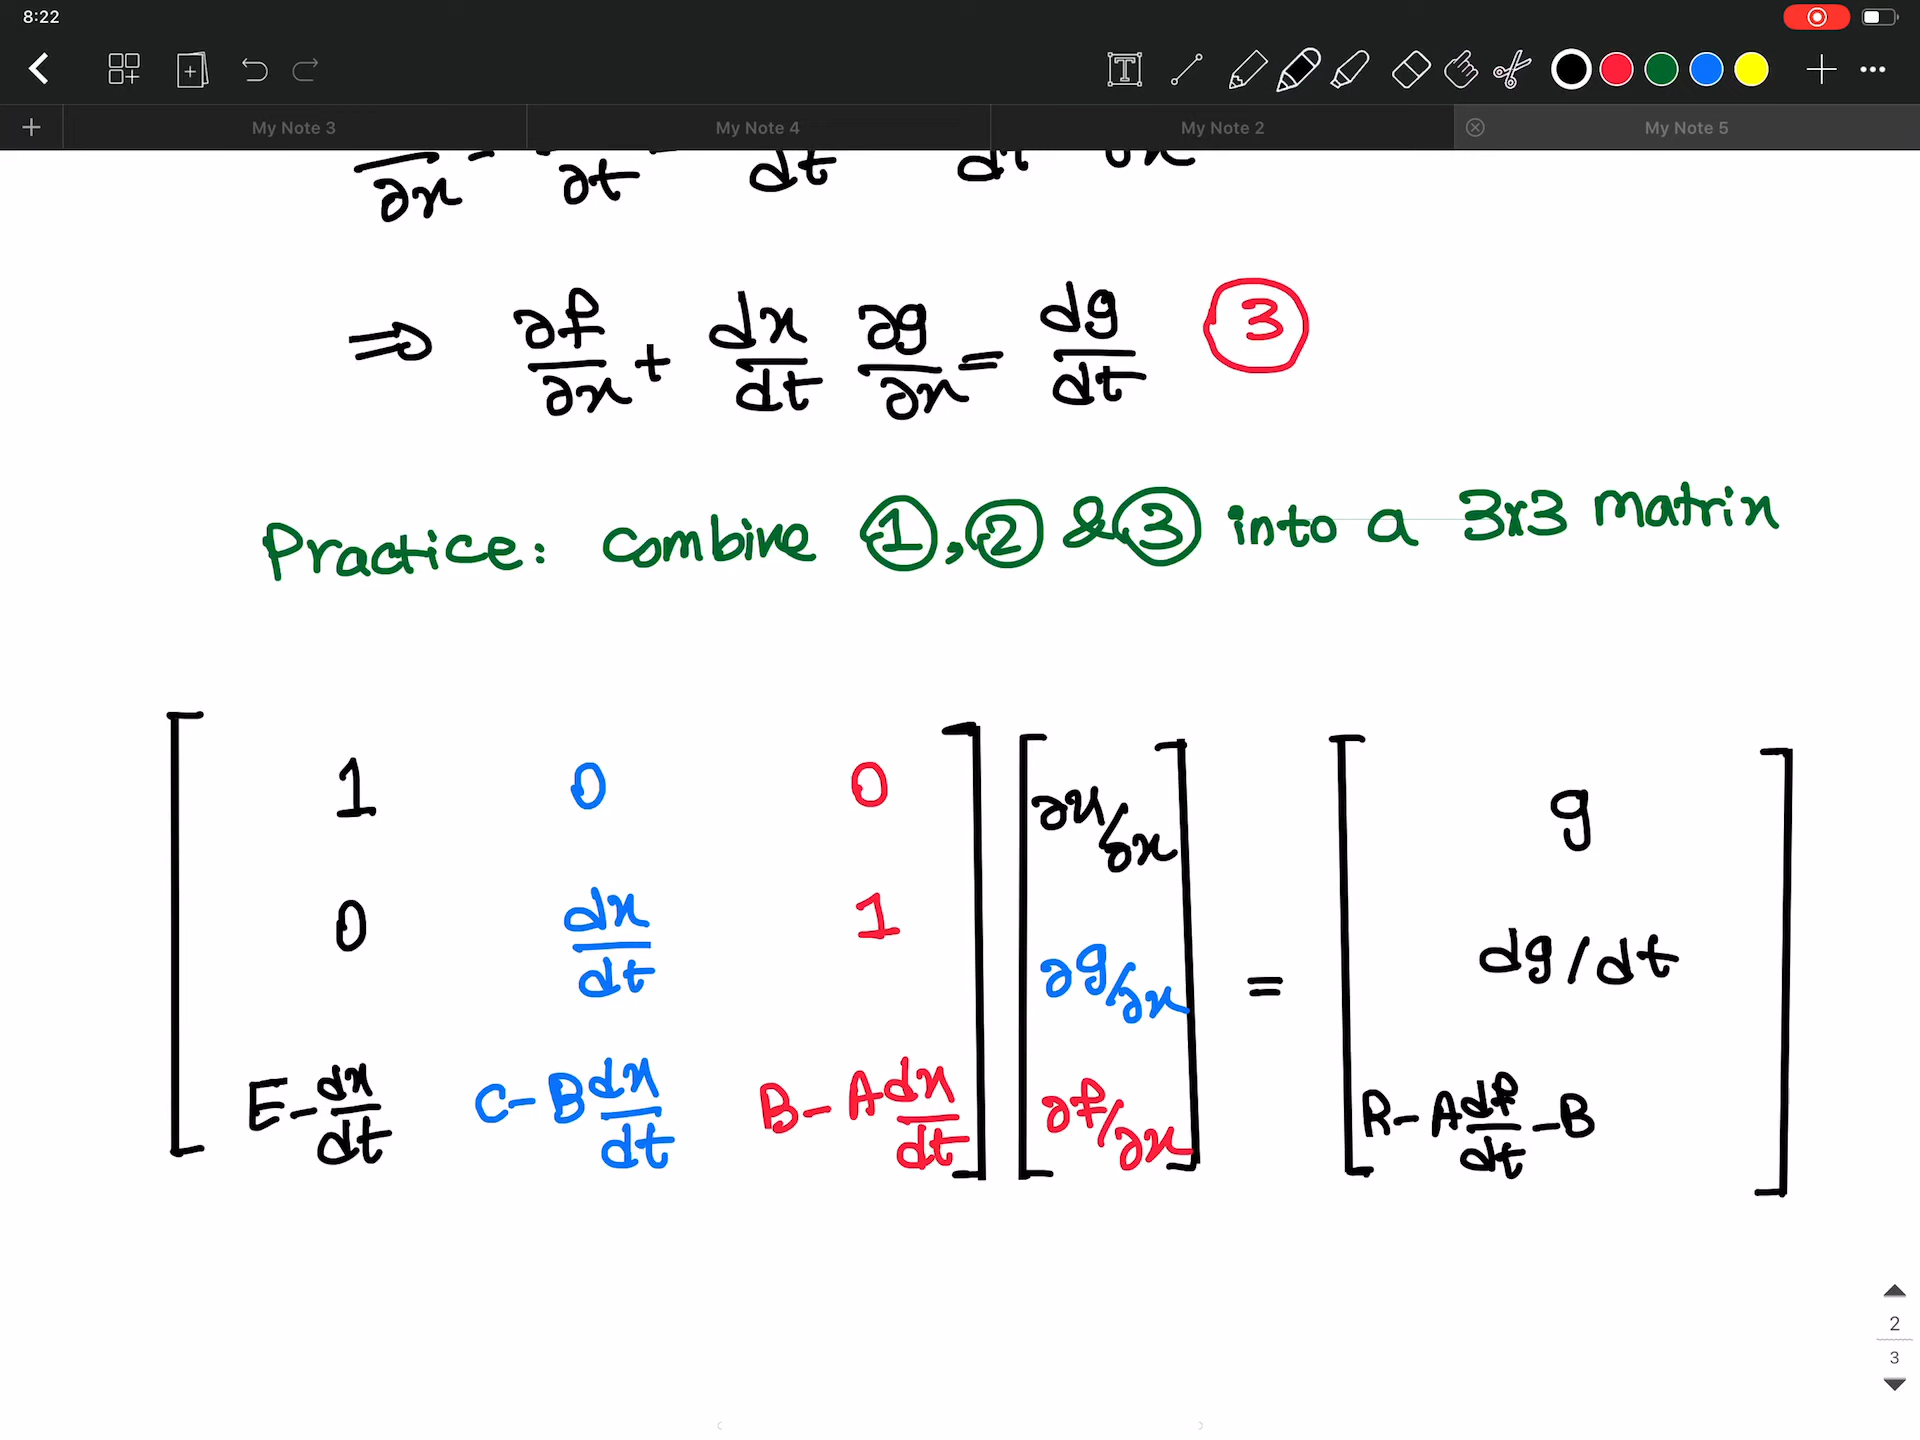 8:22
My Note 3 My Note 4 My Note 2 My Note 5
∂x = ∂t dt dt ∂x
⇒ ∂f/∂x + dx/dt ∂g/∂x = dg/dt ③
Practice: combine ①, ② & ③ into a 3x3 matrix
[ 1 0 0 ] [ ∂u/∂x ] [ g ]
[ 0 dx/dt 1 ] [ ∂g/∂x ] = [ dg/dt ]
[ E-dx/dt C-B dx/dt B-A dx/dt ] [ ∂f/∂x ] [ R-A df/dt -B ]
2
3